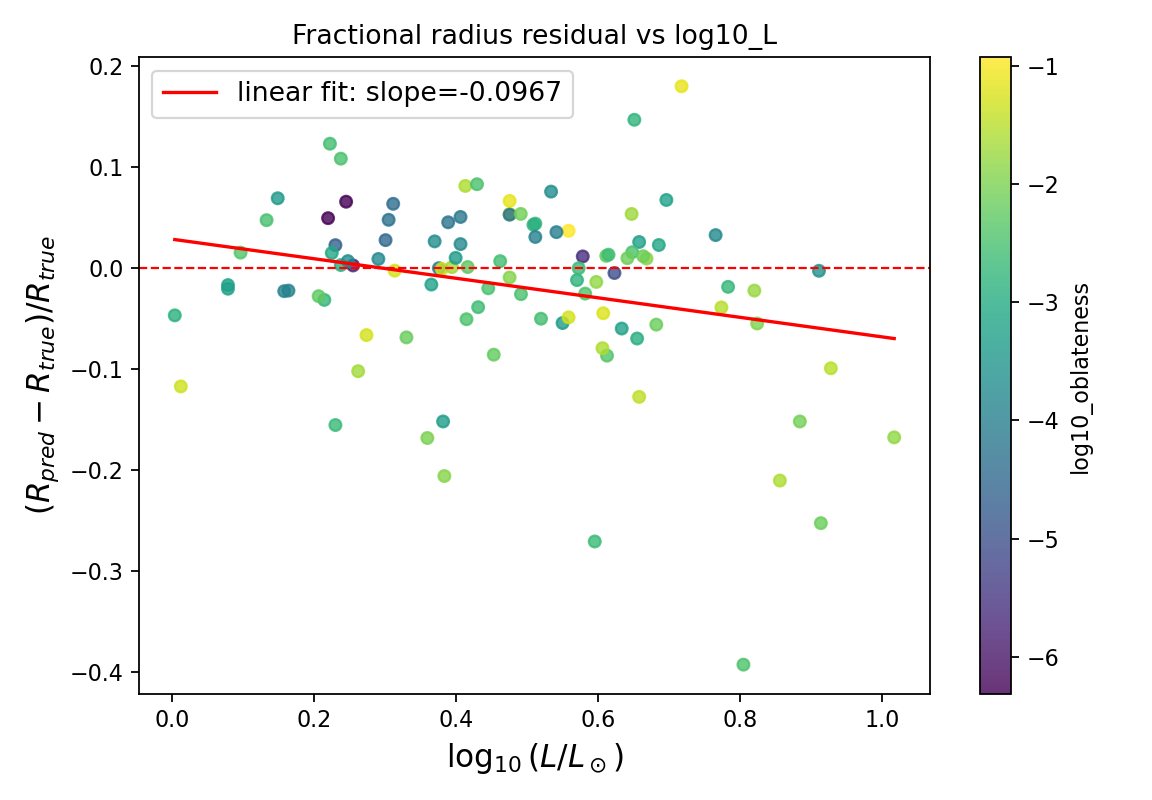 Fractional radius residual vs log10_L
linear fit: slope=-0.0967
0.2
0.1
0.0
−0.1
−0.2
−0.3
−0.4
(R_pred − R_true)/R_true
0.0 0.2 0.4 0.6 0.8 1.0
log₁₀(L/L⊙)
−1
−2
−3
−4
−5
−6
log10_oblateness